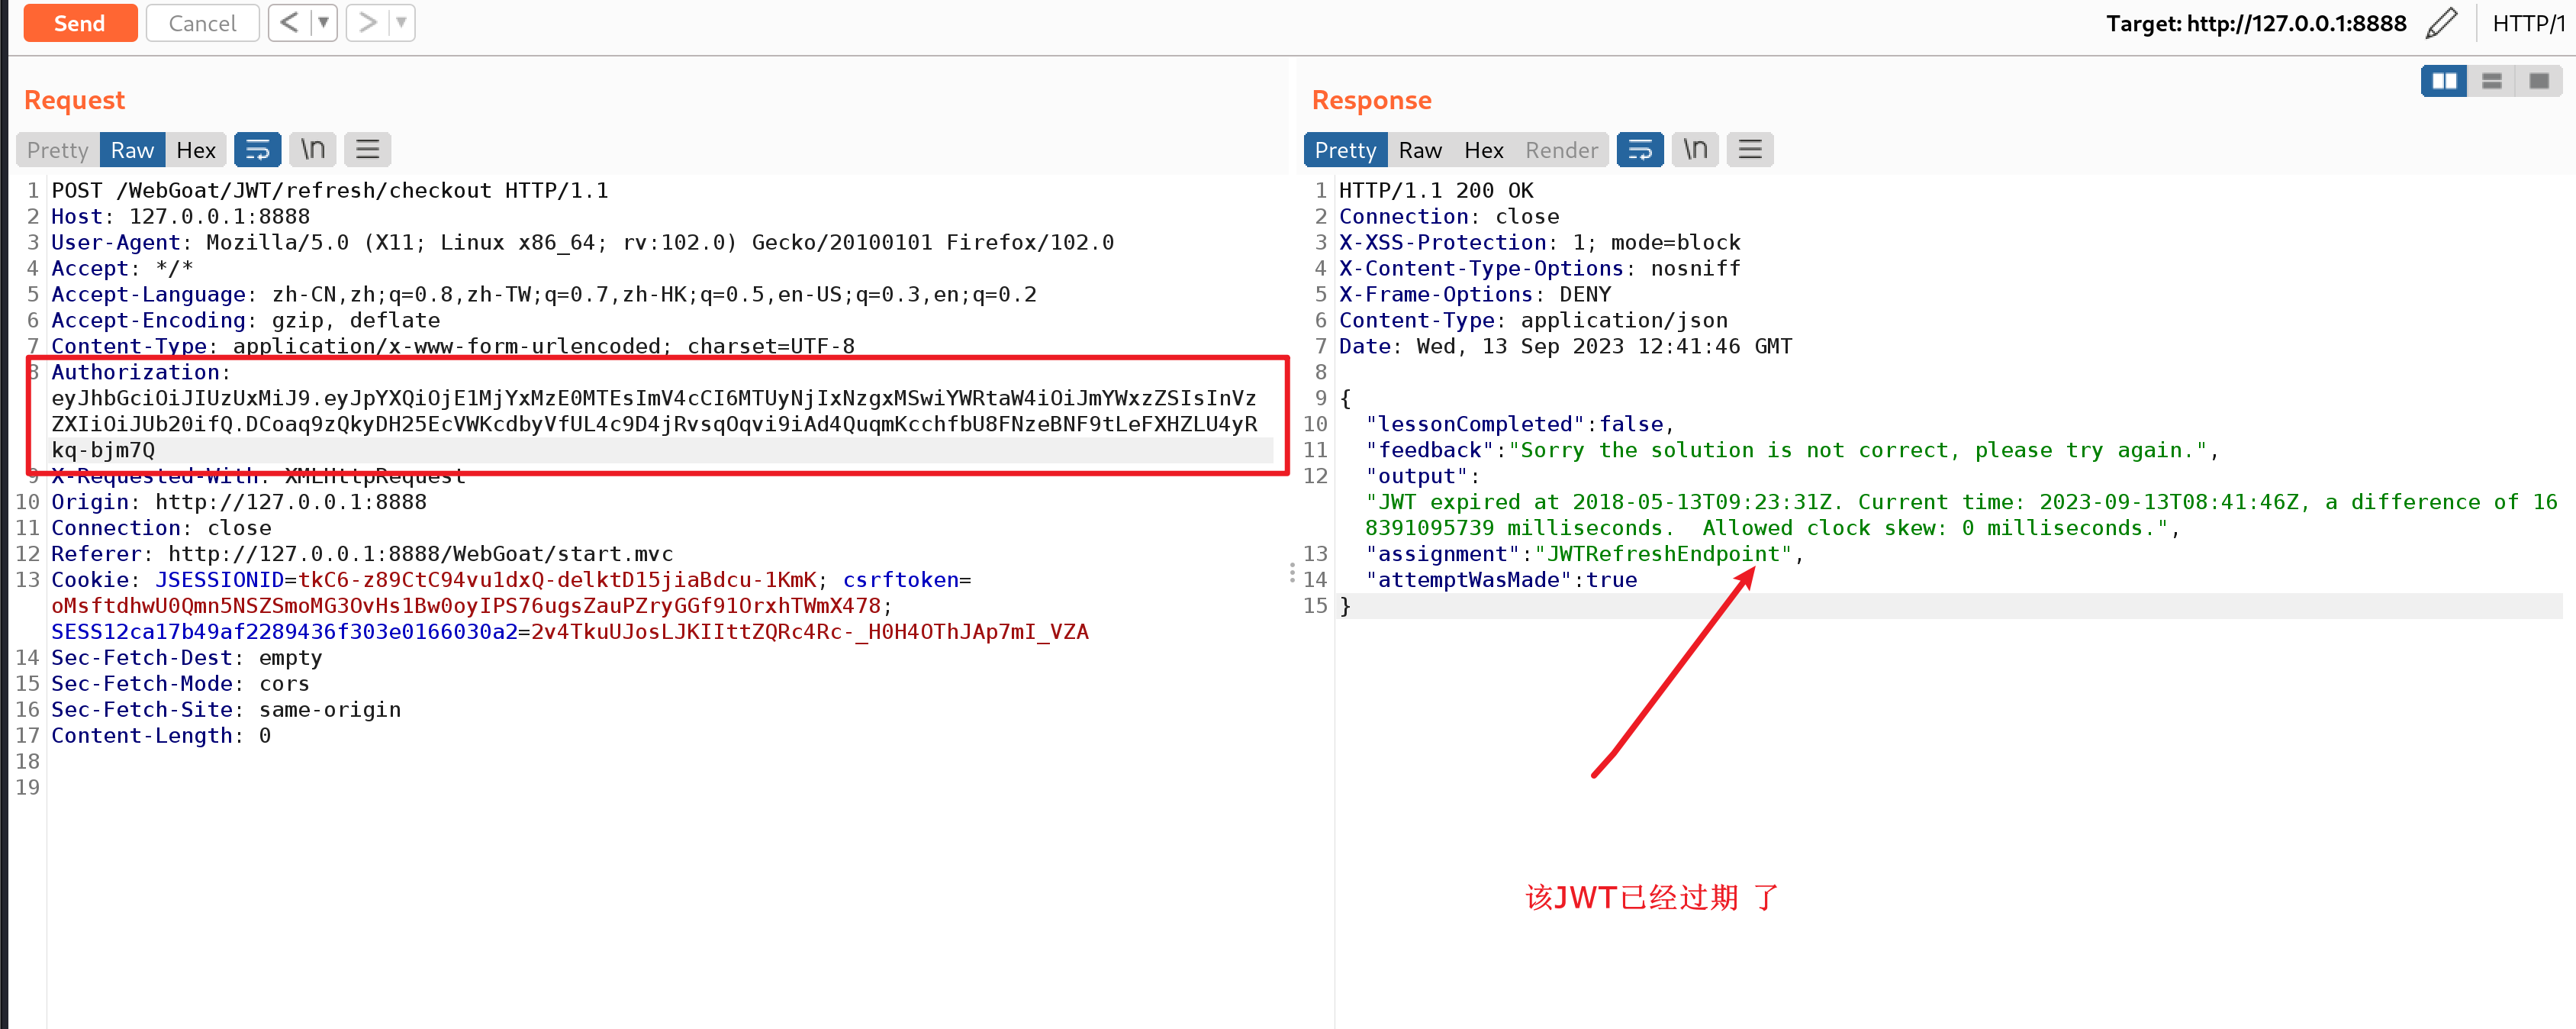 Send Cancel < ▼ > ▼ Target: http://127.0.0.1:8888 HTTP/1
Request
Pretty Raw Hex \n
1 POST /WebGoat/JWT/refresh/checkout HTTP/1.1
2 Host: 127.0.0.1:8888
3 User-Agent: Mozilla/5.0 (X11; Linux x86_64; rv:102.0) Gecko/20100101 Firefox/102.0
4 Accept: */*
5 Accept-Language: zh-CN,zh;q=0.8,zh-TW;q=0.7,zh-HK;q=0.5,en-US;q=0.3,en;q=0.2
6 Accept-Encoding: gzip, deflate
7 Content-Type: application/x-www-form-urlencoded; charset=UTF-8
8 Authorization:
eyJhbGciOiJIUzUxMiJ9.eyJpYXQiOjE1MjYxMzE0MTEsImV4cCI6MTUyNjIxNzgxMSwiYWRtaW4iOiJmYWxzZSIsInVz
ZXIiOiJUb20ifQ.DCoaq9zQkyDH25EcVWKcdbyVfUL4c9D4jRvsqOqvi9iAd4QuqmKcchfbU8FNzeBNF9tLeFXHZLU4yR
kq-bjm7Q
9 X-Requested-With: XMLHttpRequest
10 Origin: http://127.0.0.1:8888
11 Connection: close
12 Referer: http://127.0.0.1:8888/WebGoat/start.mvc
13 Cookie: JSESSIONID=tkC6-z89CtC94vu1dxQ-delktD15jiaBdcu-1KmK; csrftoken=
oMsftdhwU0Qmn5NSZSmoMG3OvHs1Bw0oyIPS76ugsZauPZryGGf91OrxhTWmX478;
SESS12ca17b49af2289436f303e0166030a2=2v4TkuUJosLJKIIttZQRc4Rc-_H0H4OThJAp7mI_VZA
14 Sec-Fetch-Dest: empty
15 Sec-Fetch-Mode: cors
16 Sec-Fetch-Site: same-origin
17 Content-Length: 0
18
19
Response
Pretty Raw Hex Render \n
1 HTTP/1.1 200 OK
2 Connection: close
3 X-XSS-Protection: 1; mode=block
4 X-Content-Type-Options: nosniff
5 X-Frame-Options: DENY
6 Content-Type: application/json
7 Date: Wed, 13 Sep 2023 12:41:46 GMT
8
9 {
10 "lessonCompleted":false,
11 "feedback":"Sorry the solution is not correct, please try again.",
12 "output":
"JWT expired at 2018-05-13T09:23:31Z. Current time: 2023-09-13T08:41:46Z, a difference of 16
8391095739 milliseconds.  Allowed clock skew: 0 milliseconds.",
13 "assignment":"JWTRefreshEndpoint",
14 "attemptWasMade":true
15 }
该JWT已经过期 了